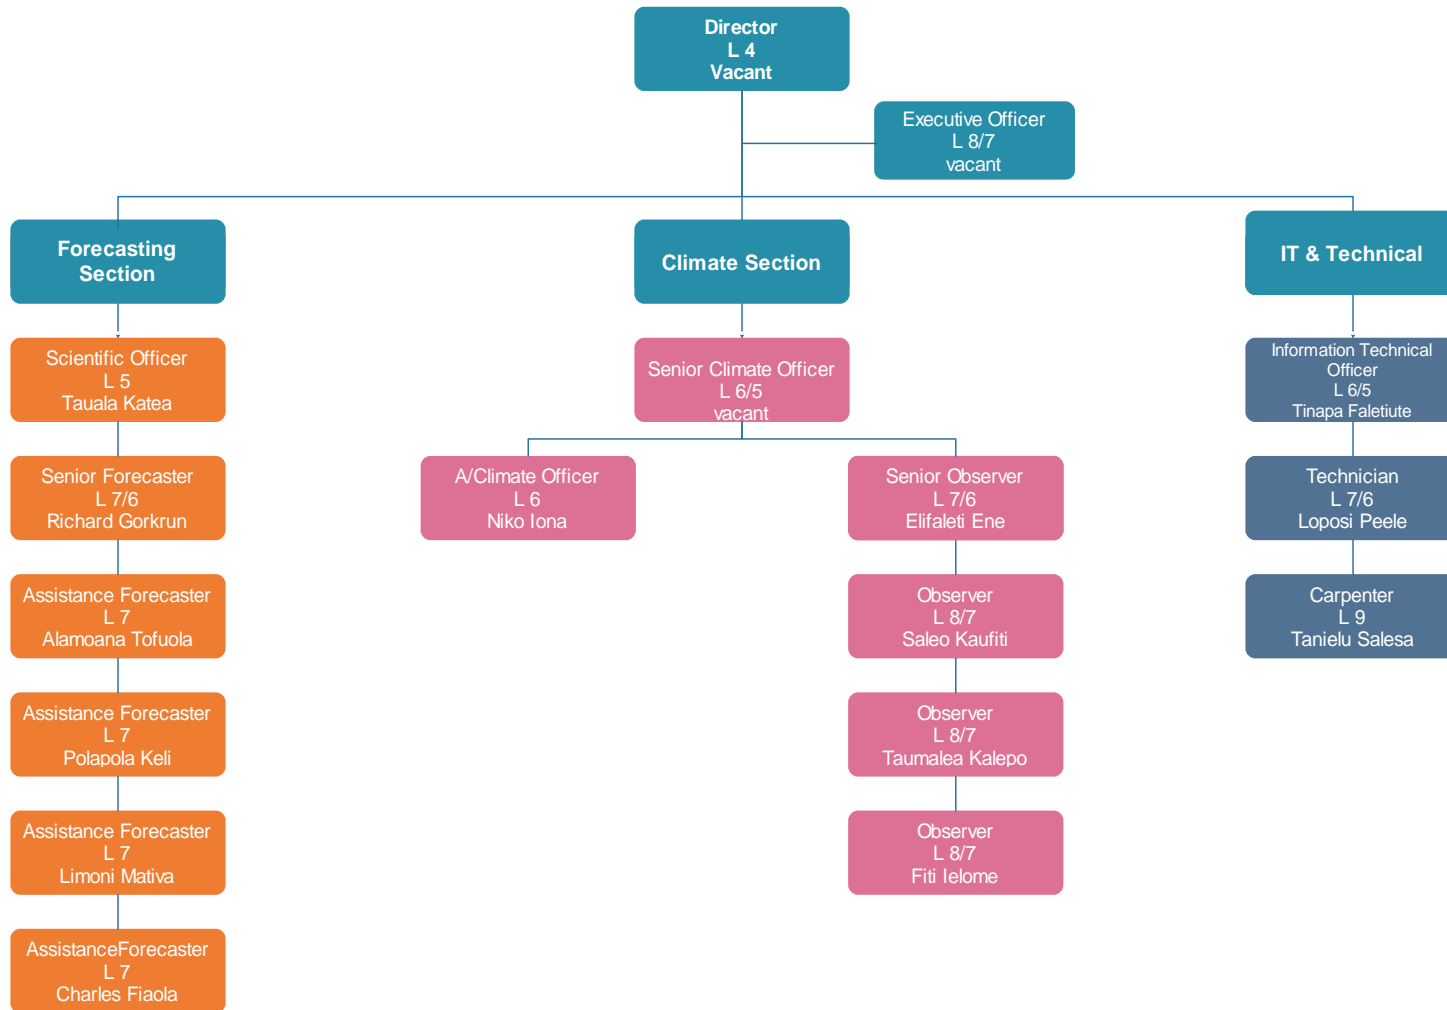 Director
L 4
Vacant
Executive Officer
L 8/7
vacant
Forecasting
Section
Climate Section
IT & Technical
Scientific Officer
L 5
Tauala Katea
Senior Climate Officer
L 6/5
vacant
Information Technical
Officer
L 6/5
Tinapa Faletiute
Senior Forecaster
L 7/6
Richard Gorkrun
A/Climate Officer
L 6
Niko Iona
Senior Observer
L 7/6
Elifaleti Ene
Technician
L 7/6
Loposi Peele
Assistance Forecaster
L 7
Alamoana Tofuola
Observer
L 8/7
Saleo Kaufiti
Carpenter
L 9
Tanielu Salesa
Assistance Forecaster
L 7
Polapola Keli
Observer
L 8/7
Taumalea Kalepo
Assistance Forecaster
L 7
Limoni Mativa
Observer
L 8/7
Fiti Ielome
AssistanceForecaster
L 7
Charles Fiaola